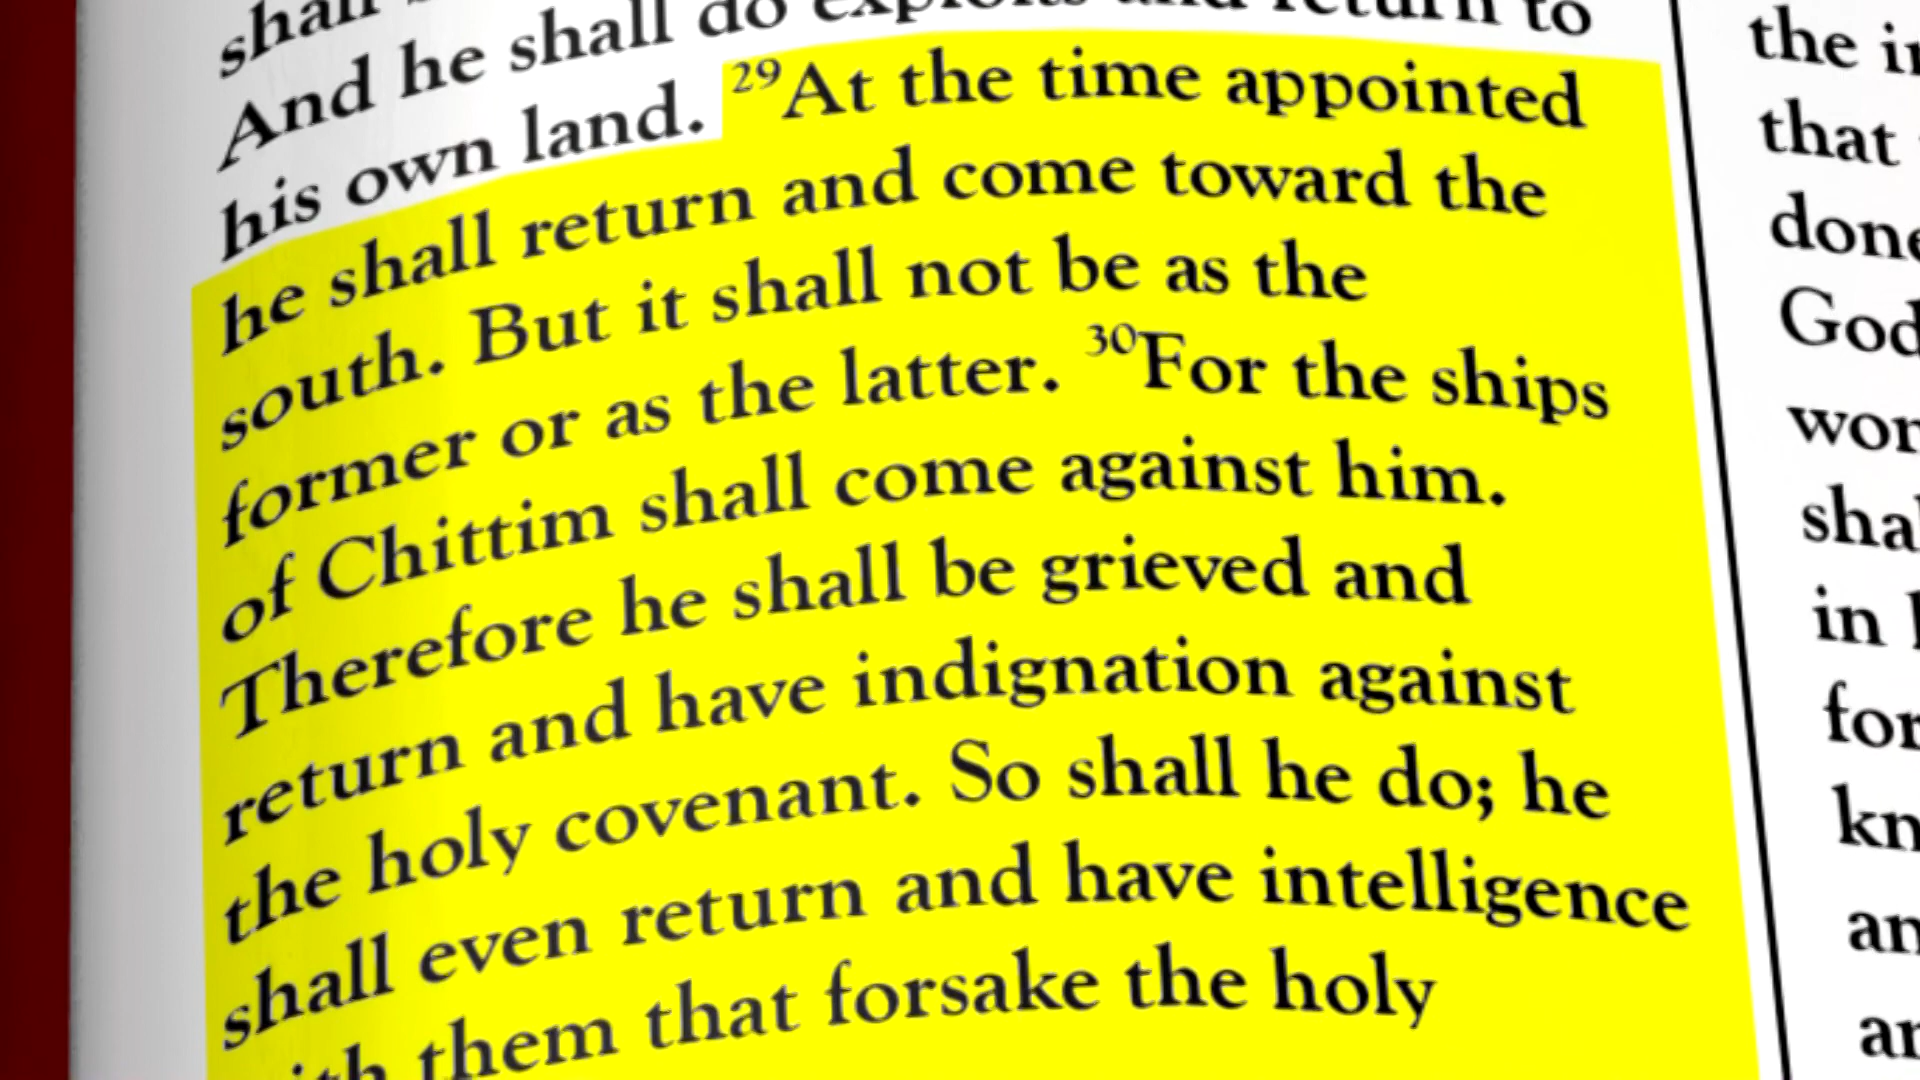 shall
And he shall do exploits and return to
his own land. 29At the time appointed
he shall return and come toward the
south. But it shall not be as the
former or as the latter. 30For the ships
of Chittim shall come against him.
Therefore he shall be grieved and
return and have indignation against
the holy covenant. So shall he do; he
shall even return and have intelligence
with them that forsake the holy
the
that
done
God
in
for